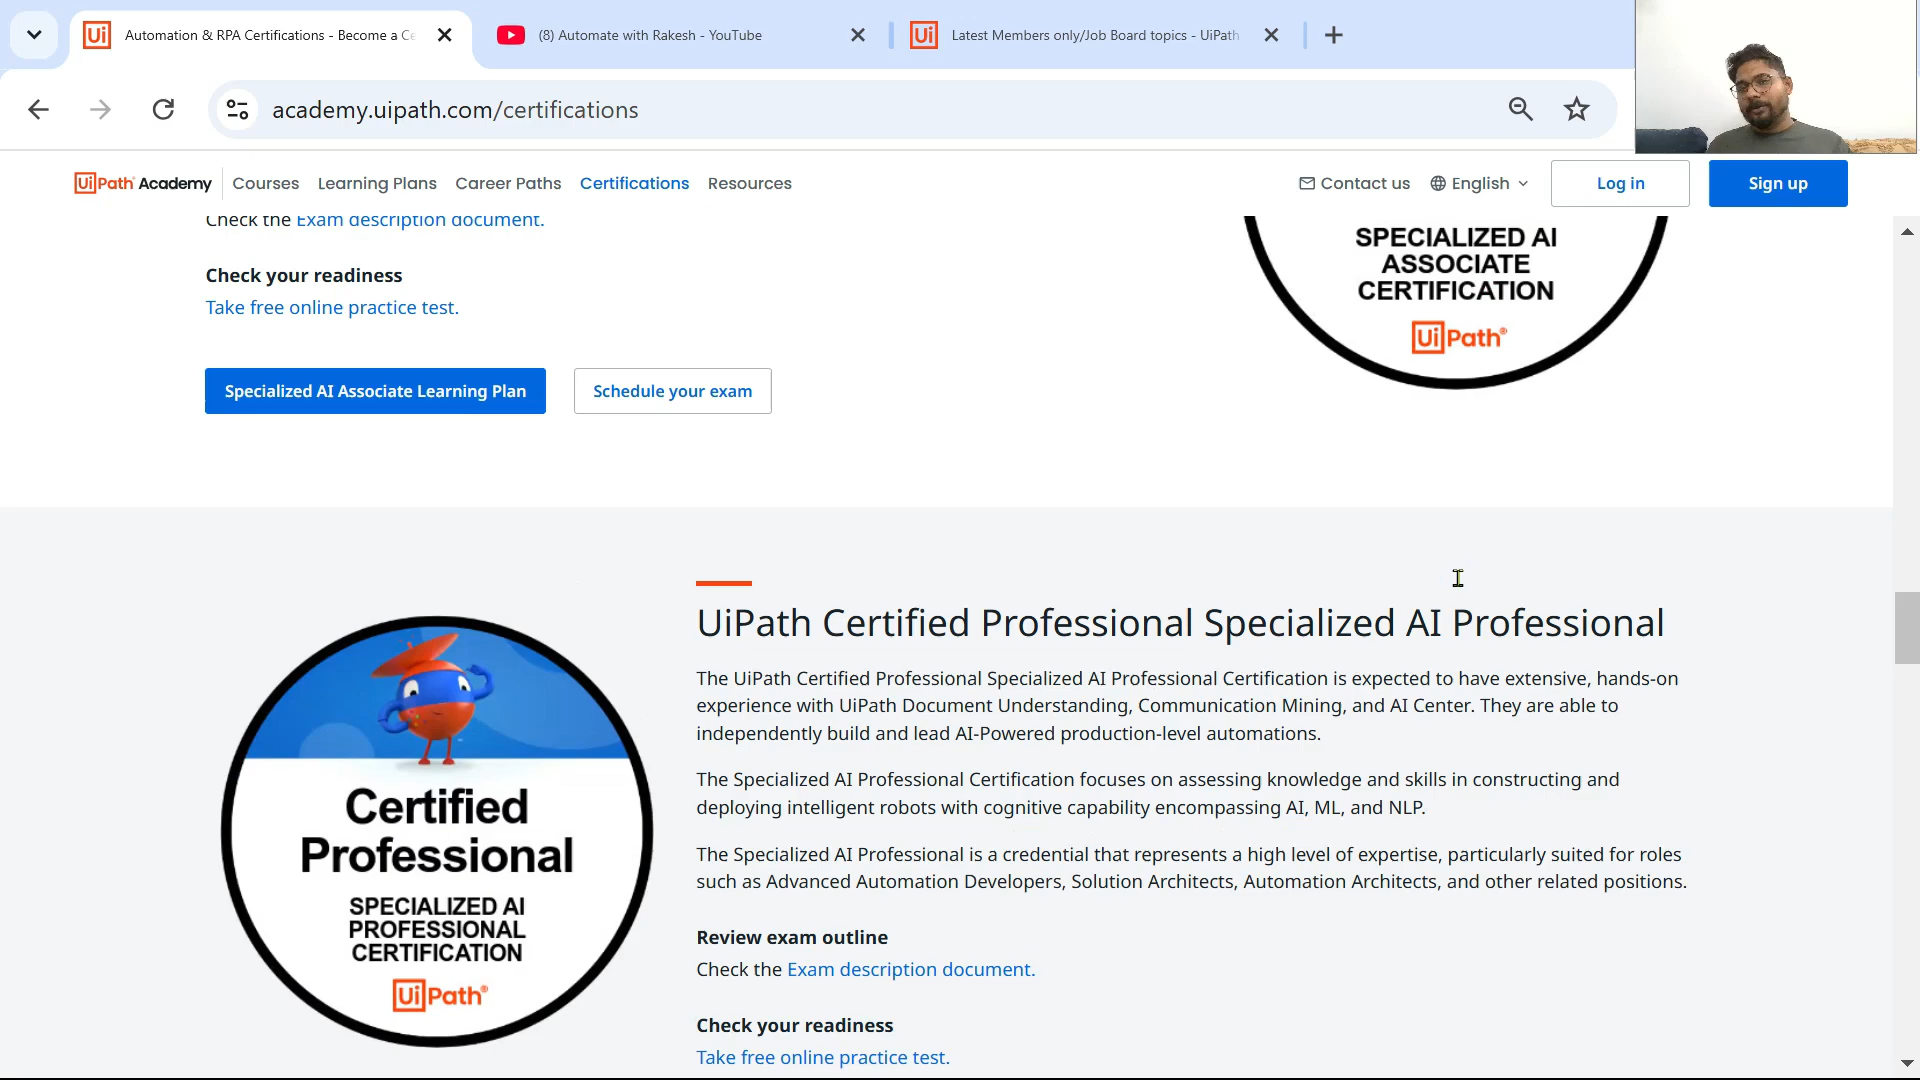 Automation & RPA Certifications - Become a Ce
(8) Automate with Rakesh - YouTube
Latest Members only/Job Board topics - UiPath
academy.uipath.com/certifications
UiPath Academy
Courses
Learning Plans
Career Paths
Certifications
Resources
Contact us
English
Log in
Sign up
Check the Exam description document.
Check your readiness
Take free online practice test.
Specialized AI Associate Learning Plan
Schedule your exam
SPECIALIZED AI
ASSOCIATE
CERTIFICATION
UiPath®
Certified
Professional
SPECIALIZED AI
PROFESSIONAL
CERTIFICATION
UiPath®
UiPath Certified Professional Specialized AI Professional
The UiPath Certified Professional Specialized AI Professional Certification is expected to have extensive, hands-on
experience with UiPath Document Understanding, Communication Mining, and AI Center. They are able to
independently build and lead AI-Powered production-level automations.
The Specialized AI Professional Certification focuses on assessing knowledge and skills in constructing and
deploying intelligent robots with cognitive capability encompassing AI, ML, and NLP.
The Specialized AI Professional is a credential that represents a high level of expertise, particularly suited for roles
such as Advanced Automation Developers, Solution Architects, Automation Architects, and other related positions.
Review exam outline
Check the Exam description document.
Check your readiness
Take free online practice test.